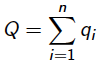 Q = \sum_{i=1}^{n} q_i